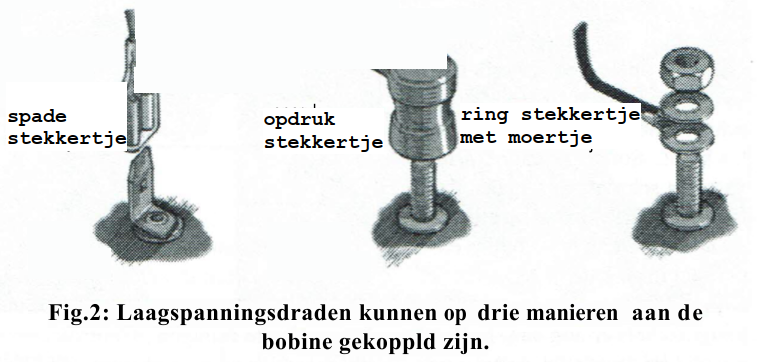 spade
stekkertje
opdruk
stekkertje
ring stekkertje
met moertje
Fig.2: Laagspanningsdraden kunnen op drie manieren aan de
bobine gekoppld zijn.